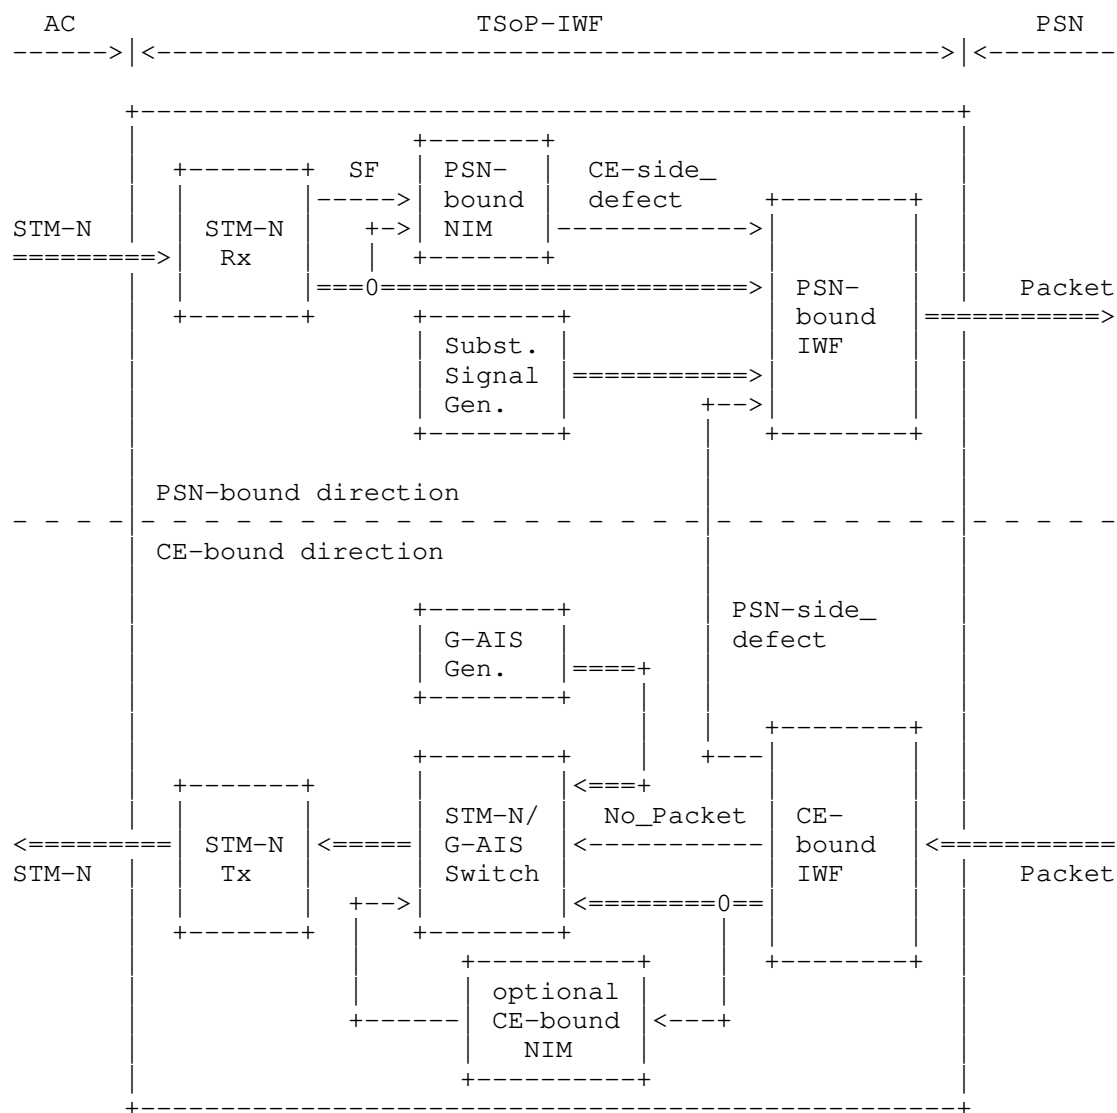 AC TSoP-IWF PSN
SF PSN- CE-side_
bound defect
STM-N STM-N NIM
Rx
PSN- Packet
bound
Subst. IWF
Signal
Gen.
PSN-bound direction
CE-bound direction
PSN-side_
G-AIS defect
Gen.
STM-N/ No_Packet CE-
STM-N G-AIS bound
STM-N Tx Switch IWF Packet
optional
CE-bound
NIM